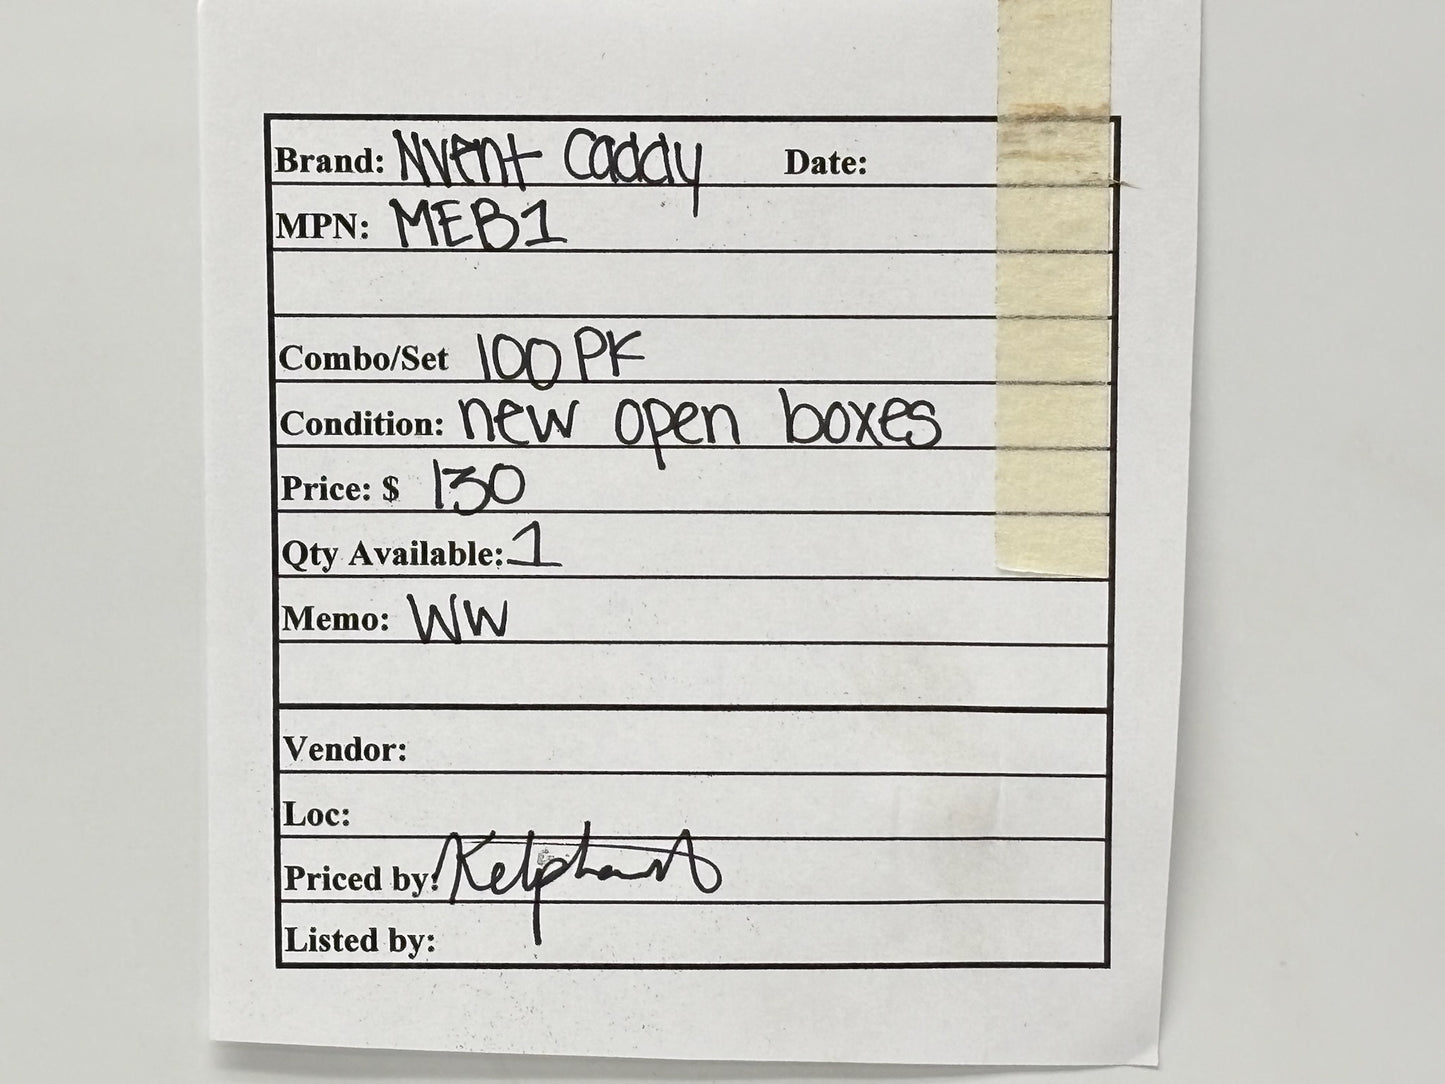 Brand: Nvent Caddy Date:
MPN: MEB1
Combo/Set 100 PK
Condition: new open boxes
Price: $ 130
Qty Available: 1
Memo: WW
Vendor:
Loc:
Priced by:
Listed by: